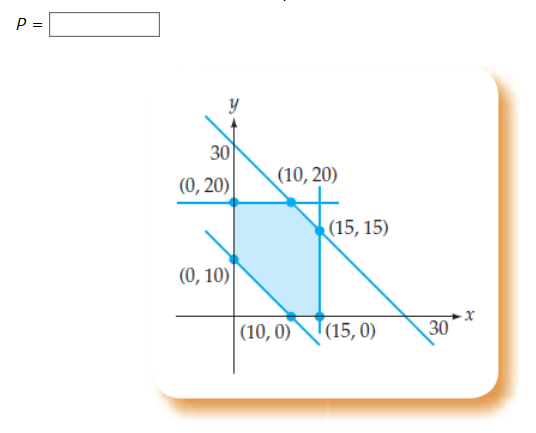 P =
y
30
(10, 20)
(0, 20)
(15, 15)
(0, 10)
x
(10, 0)
(15, 0)
30